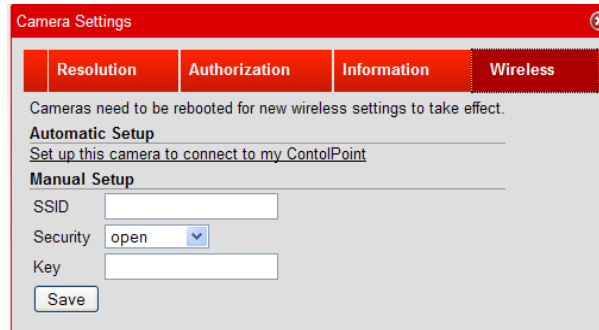 Camera Settings
Resolution Authorization Information Wireless
Cameras need to be rebooted for new wireless settings to take effect.
Automatic Setup
Set up this camera to connect to my ContolPoint
Manual Setup
SSID
Security open
Key
Save